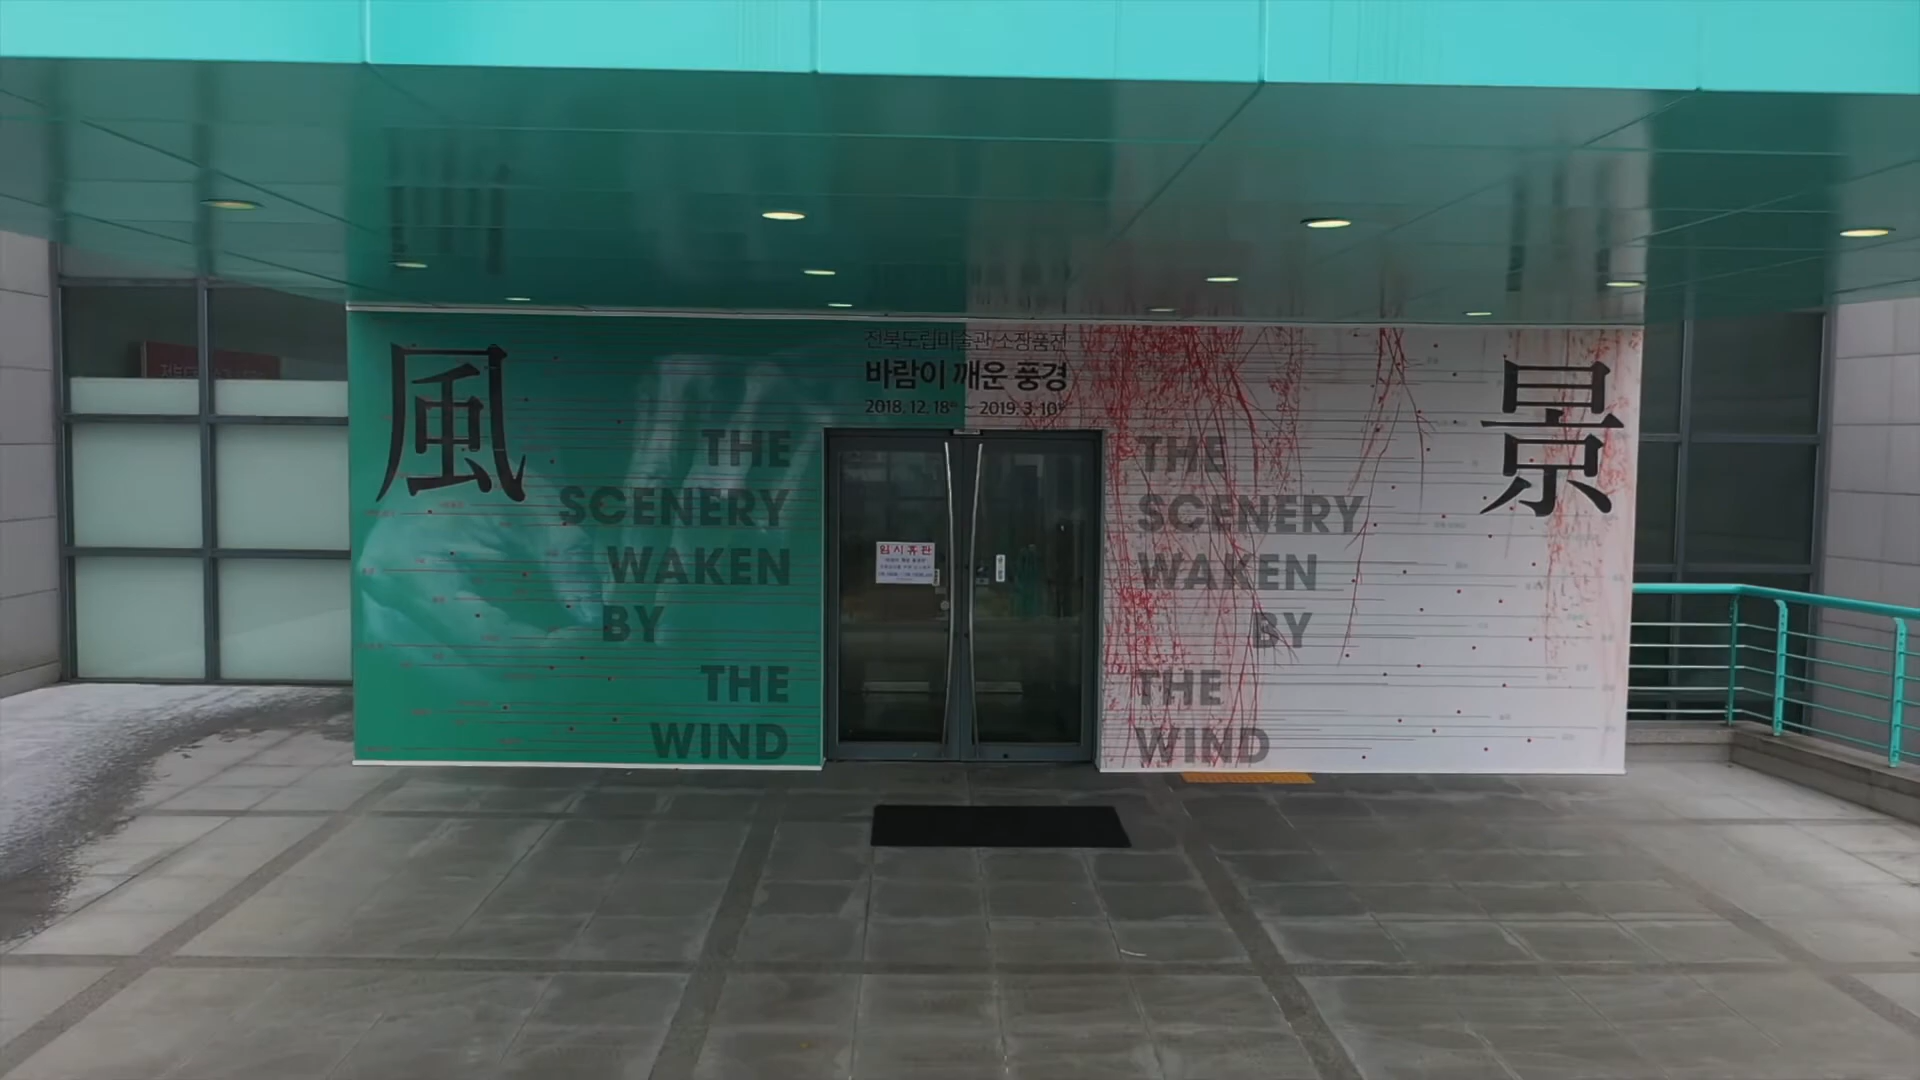 風
전북도립미술관 소장품전
바람이 깨운 풍경
2018. 12. 18 ~ 2019. 3. 10
THE
SCENERY
WAKEN
BY
THE
WIND
THE
SCENERY
WAKEN
BY
THE
WIND
景
임시휴관